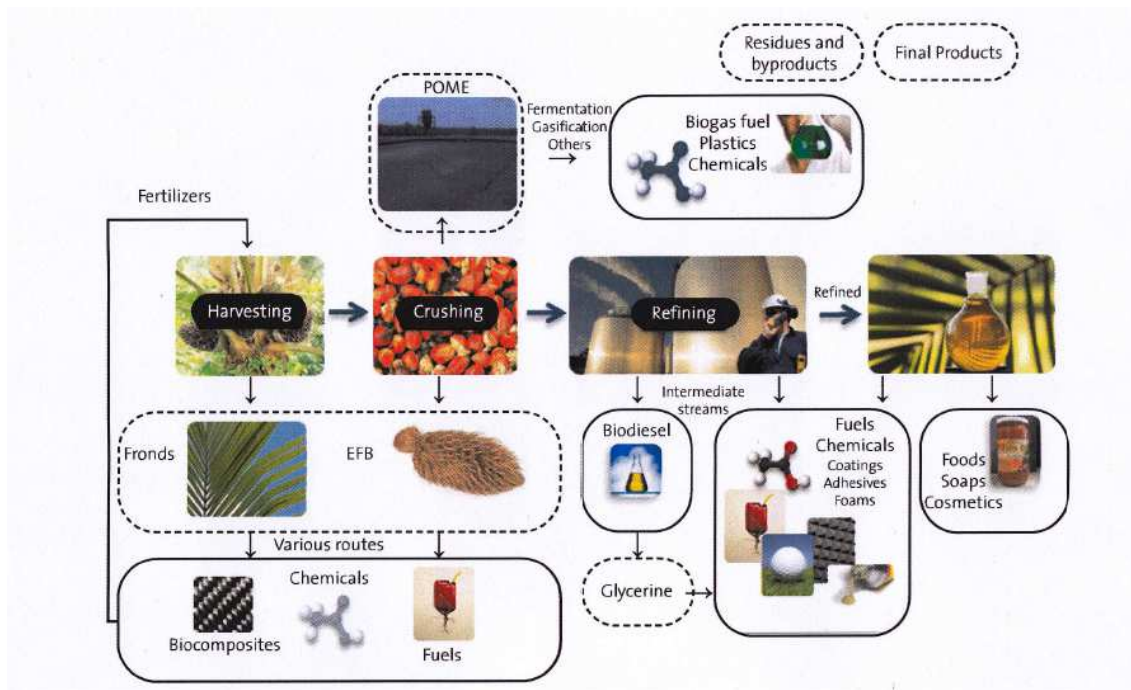 Residues and
byproducts
Final Products
POME
Fermentation
Gasification
Others
Biogas fuel
Plastics
Chemicals
Fertilizers
Harvesting
Crushing
Refining
Refined
Intermediate
streams
Fronds
EFB
Biodiesel
Fuels
Chemicals
Coatings
Adhesives
Foams
Foods
Soaps
Cosmetics
Various routes
Glycerine
Biocomposites
Chemicals
Fuels